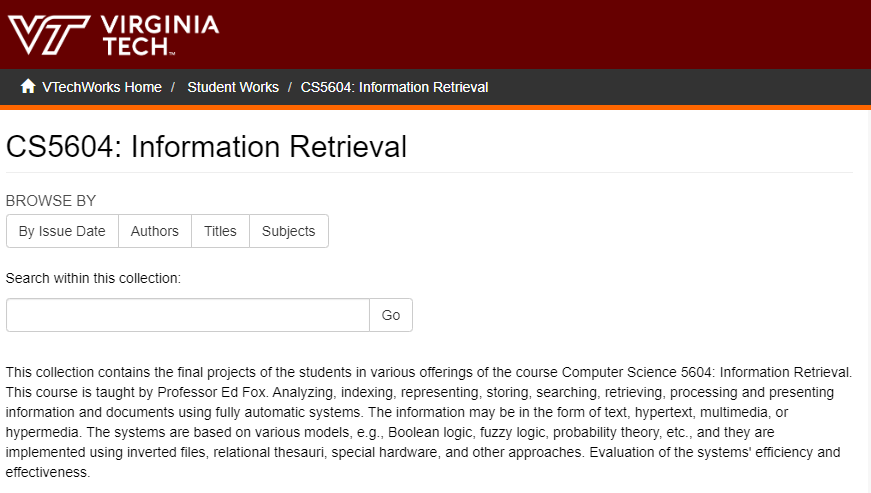 VT VIRGINIA
TECH™
VTechWorks Home / Student Works / CS5604: Information Retrieval
CS5604: Information Retrieval
BROWSE BY
By Issue Date Authors Titles Subjects
Search within this collection:
Go
This collection contains the final projects of the students in various offerings of the course Computer Science 5604: Information Retrieval.
This course is taught by Professor Ed Fox. Analyzing, indexing, representing, storing, searching, retrieving, processing and presenting
information and documents using fully automatic systems. The information may be in the form of text, hypertext, multimedia, or
hypermedia. The systems are based on various models, e.g., Boolean logic, fuzzy logic, probability theory, etc., and they are
implemented using inverted files, relational thesauri, special hardware, and other approaches. Evaluation of the systems' efficiency and
effectiveness.